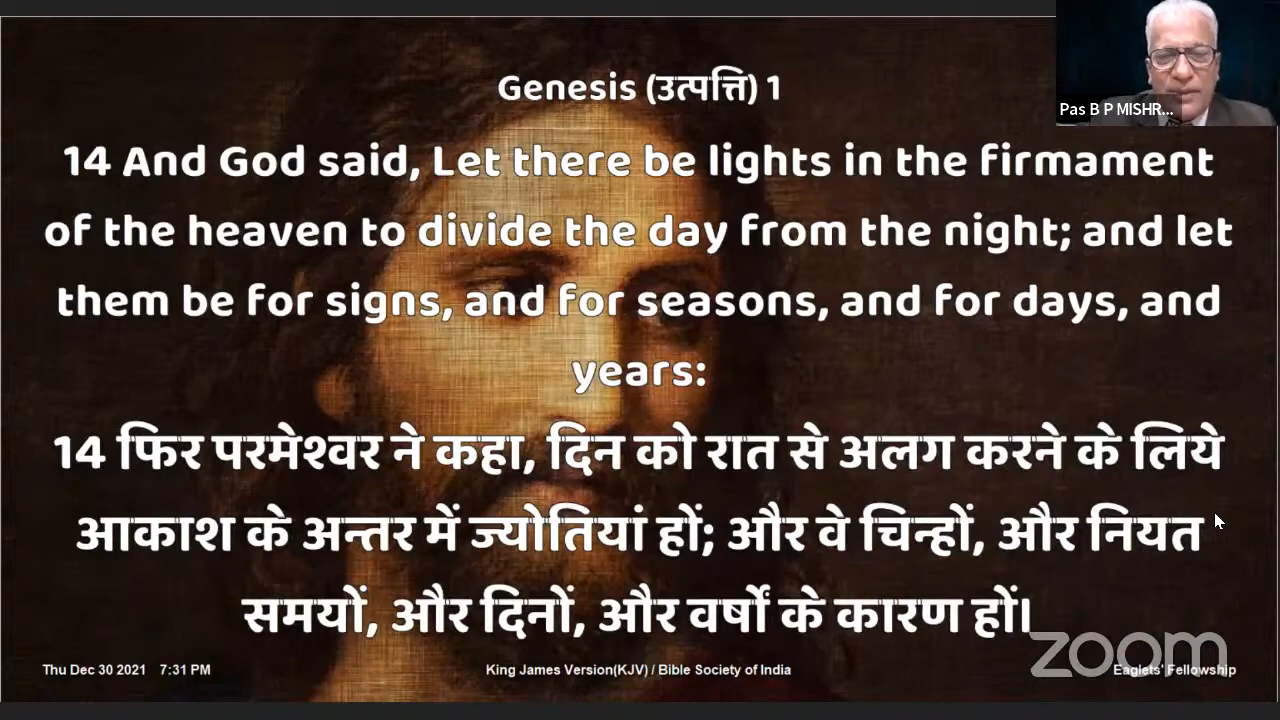 Pas B P MISHR...
Genesis (उत्पत्ति) 1
14 And God said, Let there be lights in the firmament
of the heaven to divide the day from the night; and let
them be for signs, and for seasons, and for days, and
years:
14 फिर परमेश्वर ने कहा, दिन को रात से अलग करने के लिये
आकाश के अन्तर में ज्योतियां हों; और वे चिन्हों, और नियत
समयों, और दिनों, और वर्षों के कारण हों।
zoom
Thu Dec 30 2021 7:31 PM King James Version(KJV) / Bible Society of India Eaglets' Fellowship